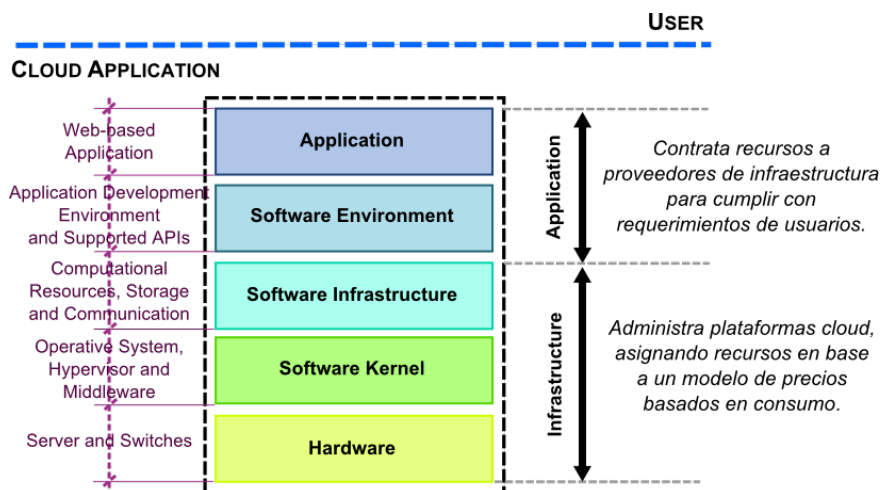 USER
CLOUD APPLICATION
Web-based
Application
Application
Application Development
Environment
and Supported APIs
Software Environment
Application
Contrata recursos a
proveedores de infraestructura
para cumplir con
requerimientos de usuarios.
Computational
Resources, Storage
and Communication
Software Infrastructure
Operative System,
Hypervisor and
Middleware
Software Kernel
Server and Switches
Hardware
Infrastructure
Administra plataformas cloud,
asignando recursos en base
a un modelo de precios
basados en consumo.